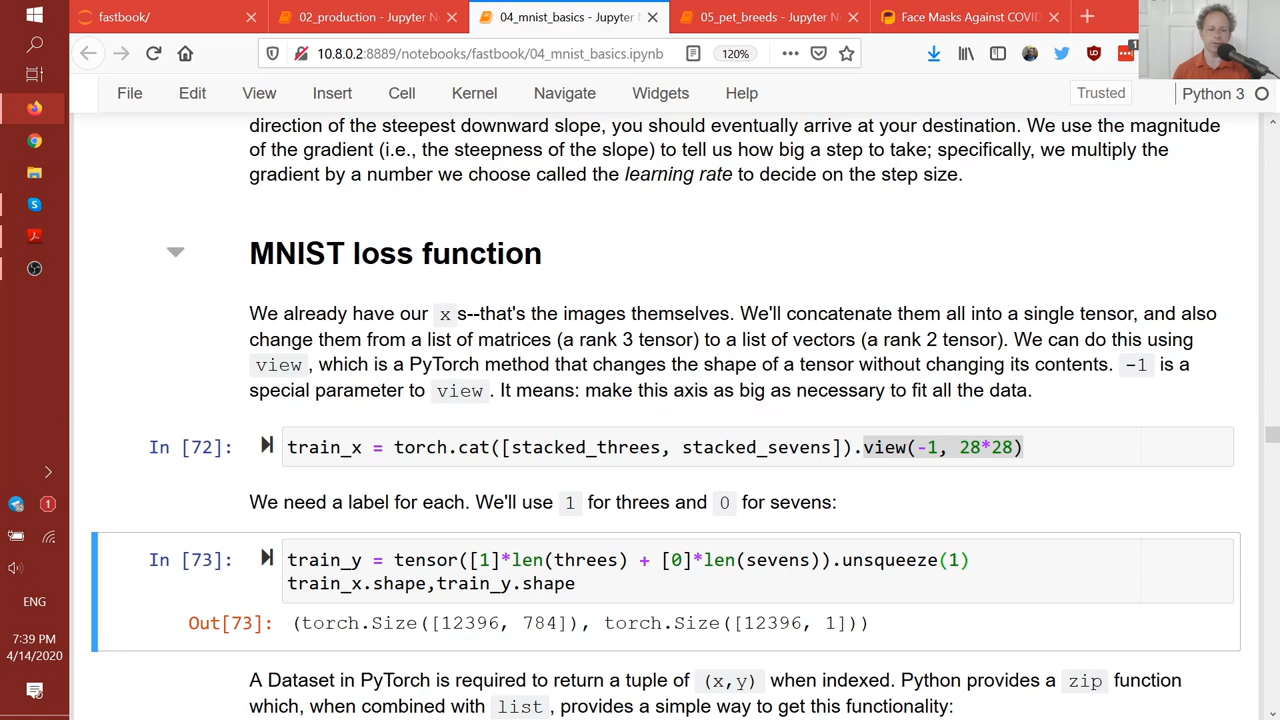 fastbook/
02_production - Jupyter N
04_mnist_basics - Jupyter
05_pet_breeds - Jupyter N
Face Masks Against COVI
10.8.0.2:8889/notebooks/fastbook/04_mnist_basics.ipynb
120%
File Edit View Insert Cell Kernel Navigate Widgets Help
Trusted
Python 3
direction of the steepest downward slope, you should eventually arrive at your destination. We use the magnitude
of the gradient (i.e., the steepness of the slope) to tell us how big a step to take; specifically, we multiply the
gradient by a number we choose called the learning rate to decide on the step size.
MNIST loss function
We already have our x s--that's the images themselves. We'll concatenate them all into a single tensor, and also
change them from a list of matrices (a rank 3 tensor) to a list of vectors (a rank 2 tensor). We can do this using
view , which is a PyTorch method that changes the shape of a tensor without changing its contents. -1 is a
special parameter to view . It means: make this axis as big as necessary to fit all the data.
In [72]: train_x = torch.cat([stacked_threes, stacked_sevens]).view(-1, 28*28)
We need a label for each. We'll use 1 for threes and 0 for sevens:
In [73]: train_y = tensor([1]*len(threes) + [0]*len(sevens)).unsqueeze(1)
train_x.shape,train_y.shape
Out[73]: (torch.Size([12396, 784]), torch.Size([12396, 1]))
A Dataset in PyTorch is required to return a tuple of (x,y) when indexed. Python provides a zip function
which, when combined with list , provides a simple way to get this functionality:
1
ENG
7:39 PM
4/14/2020